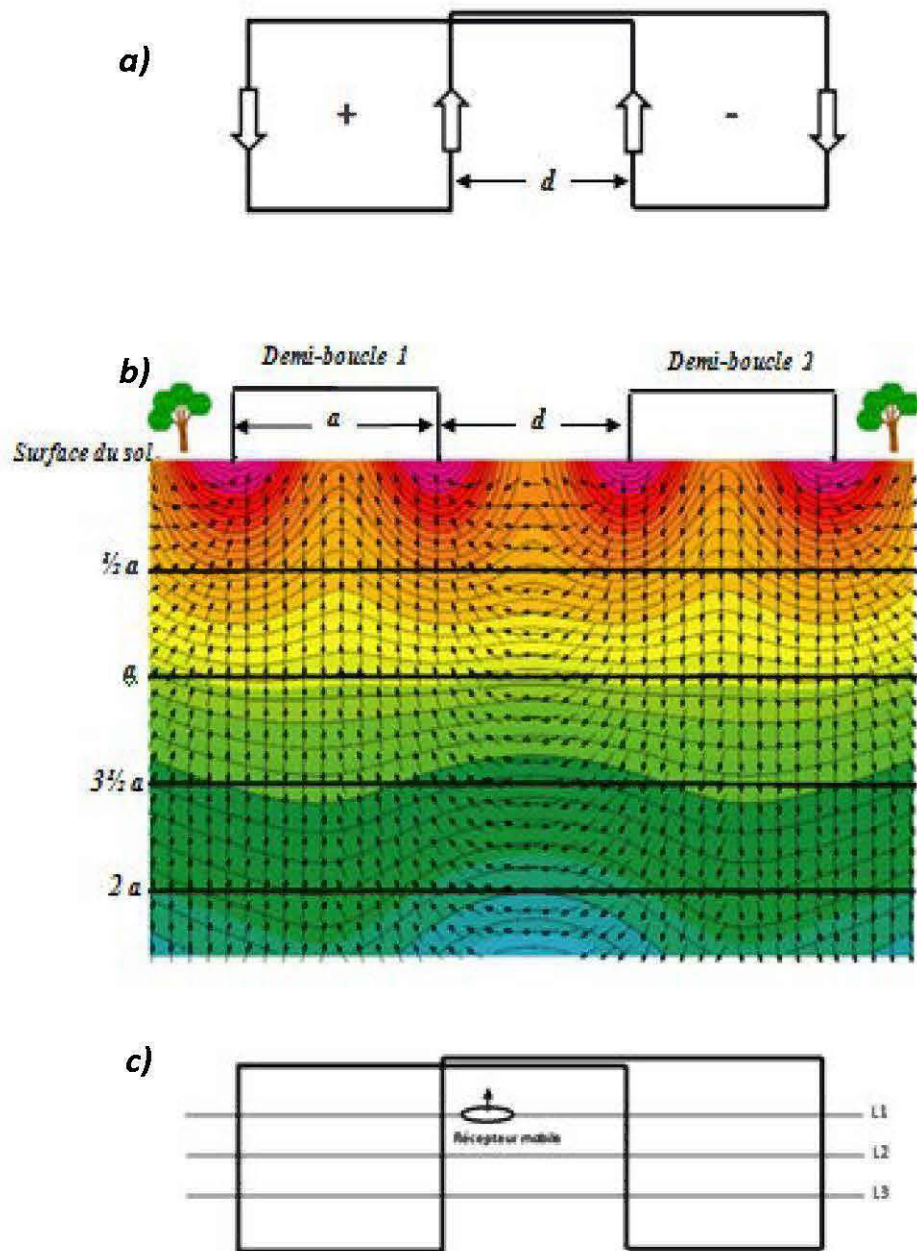 a)
+
-
d
b)
Demi-boucle 1
Demi-boucle 2
a
d
Surface du sol
½ a
a
3½ a
2 a
c)
L1
Récepteur mobile
L2
L3